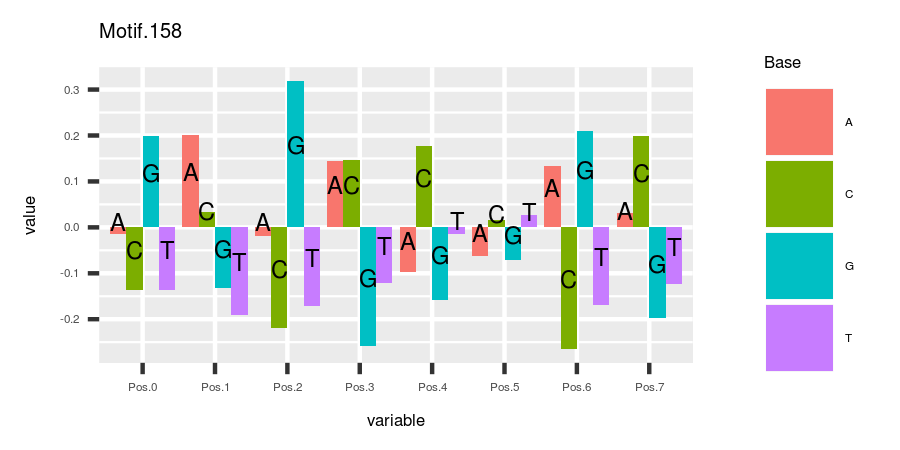 Motif.158
Base
A
C
G
T
value
0.3
0.2
0.1
0.0
-0.1
-0.2
A C G T
A C G T
A C G T
A C G T
A C G T
A C G T
A C G T
A C G T
Pos.0 Pos.1 Pos.2 Pos.3 Pos.4 Pos.5 Pos.6 Pos.7
variable